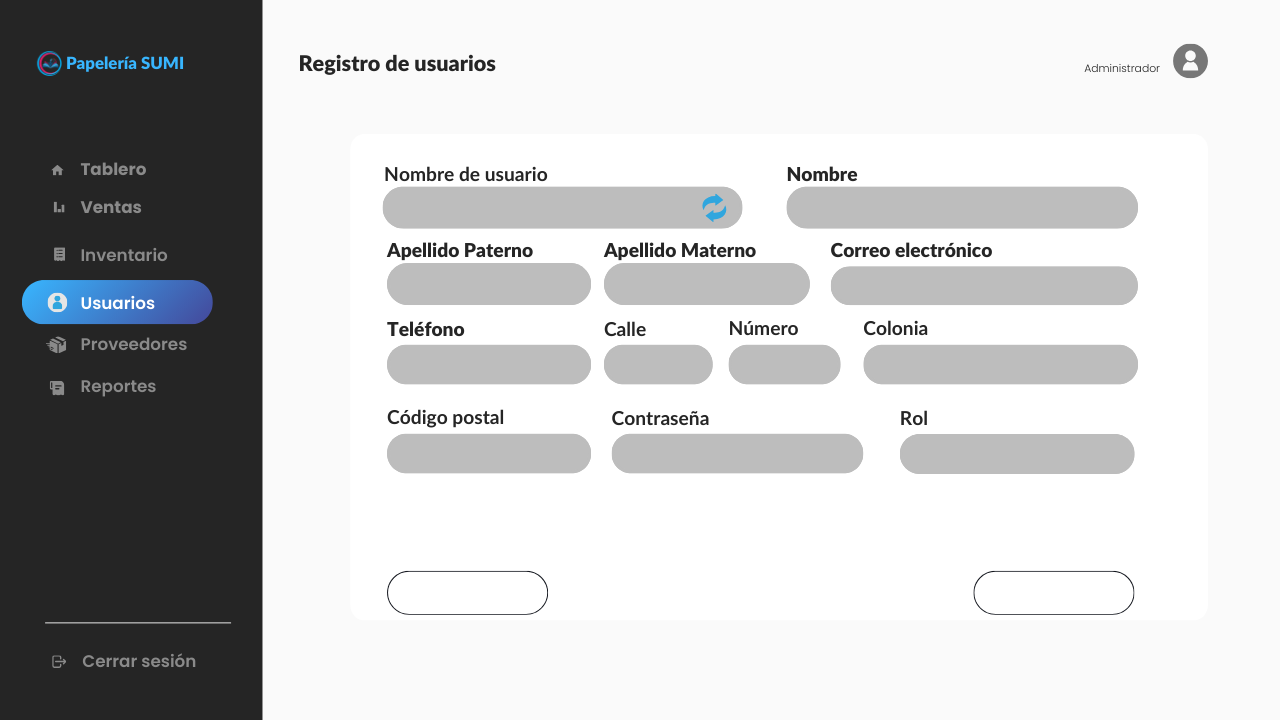 Papelería SUMI
Tablero
Ventas
Inventario
Usuarios
Proveedores
Reportes
Cerrar sesión
Registro de usuarios
Administrador
Nombre de usuario
Nombre
Apellido Paterno
Apellido Materno
Correo electrónico
Teléfono
Calle
Número
Colonia
Código postal
Contraseña
Rol